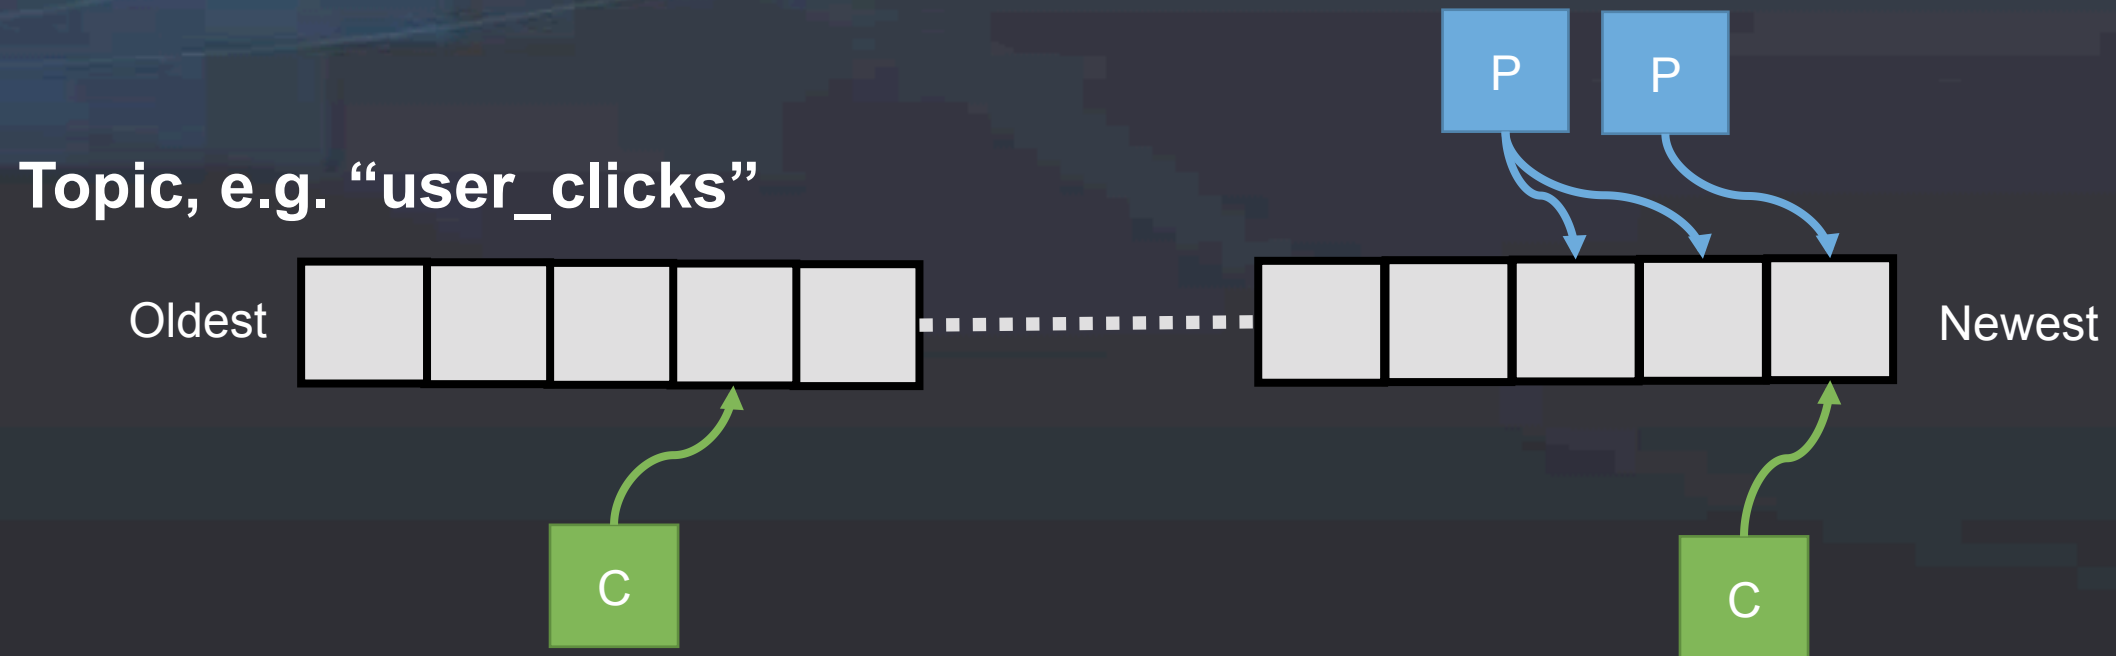 P
P
Topic, e.g. “user_clicks”
Oldest
Newest
C
C